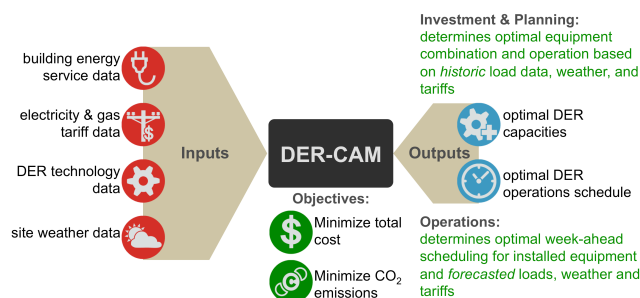 building energy
service data
electricity & gas
tariff data
DER technology
data
site weather data
Inputs
DER-CAM
Objectives:
Minimize total
cost
Minimize CO₂
emissions
Outputs
Investment & Planning:
determines optimal equipment
combination and operation based
on historic load data, weather, and
tariffs
optimal DER
capacities
optimal DER
operations schedule
Operations:
determines optimal week-ahead
scheduling for installed equipment
and forecasted loads, weather and
tariffs